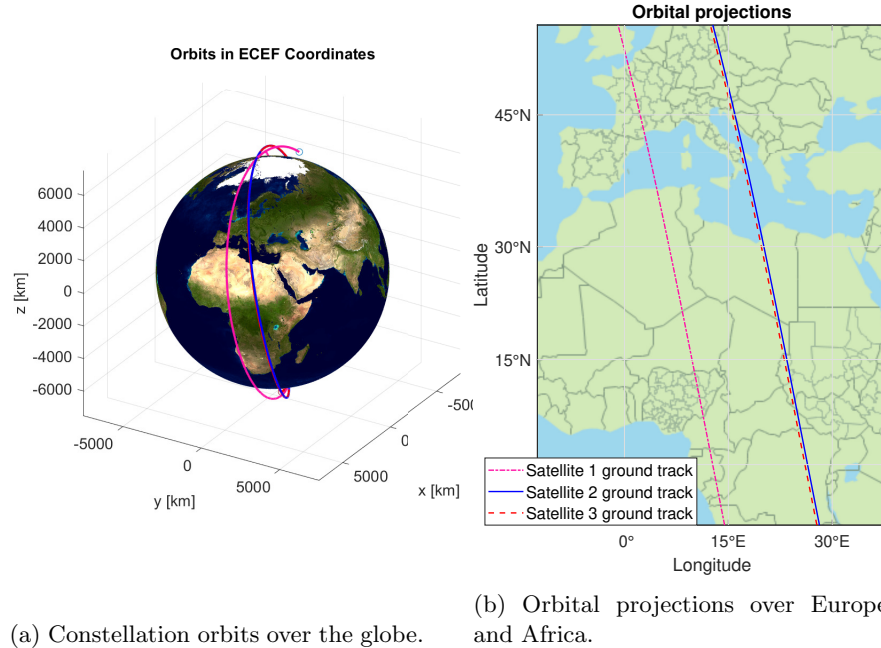 Orbits in ECEF Coordinates
6000
4000
2000
0
-2000
-4000
-6000
z [km]
-5000
0
5000
y [km]
5000
0
-500
x [km]
(a) Constellation orbits over the globe.
Orbital projections
45°N
30°N
15°N
Latitude
Satellite 1 ground track
Satellite 2 ground track
Satellite 3 ground track
0°
15°E
30°E
Longitude
(b) Orbital projections over Europe
and Africa.